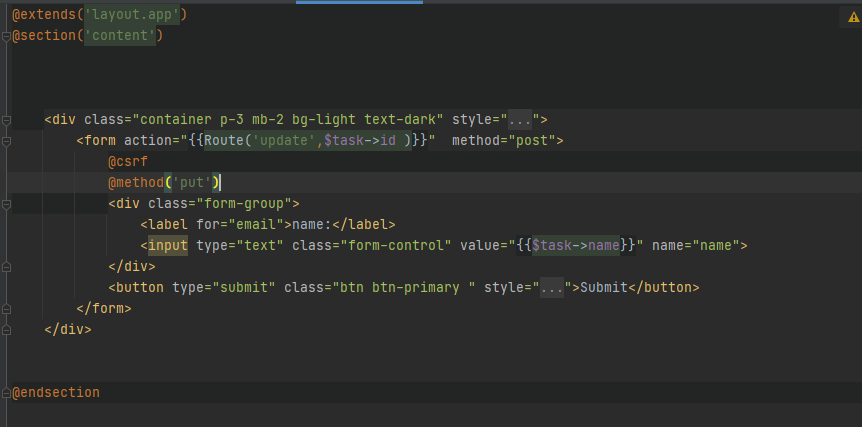 @extends('layout.app')
@section('content')
<div class="container p-3 mb-2 bg-light text-dark" style="...">
<form action="{{Route('update',$task->id )}}"  method="post">
@csrf
@method('put')
<div class="form-group">
<label for="email">name:</label>
<input type="text" class="form-control" value="{{$task->name}}" name="name">
</div>
<button type="submit" class="btn btn-primary " style="...">Submit</button>
</form>
</div>
@endsection